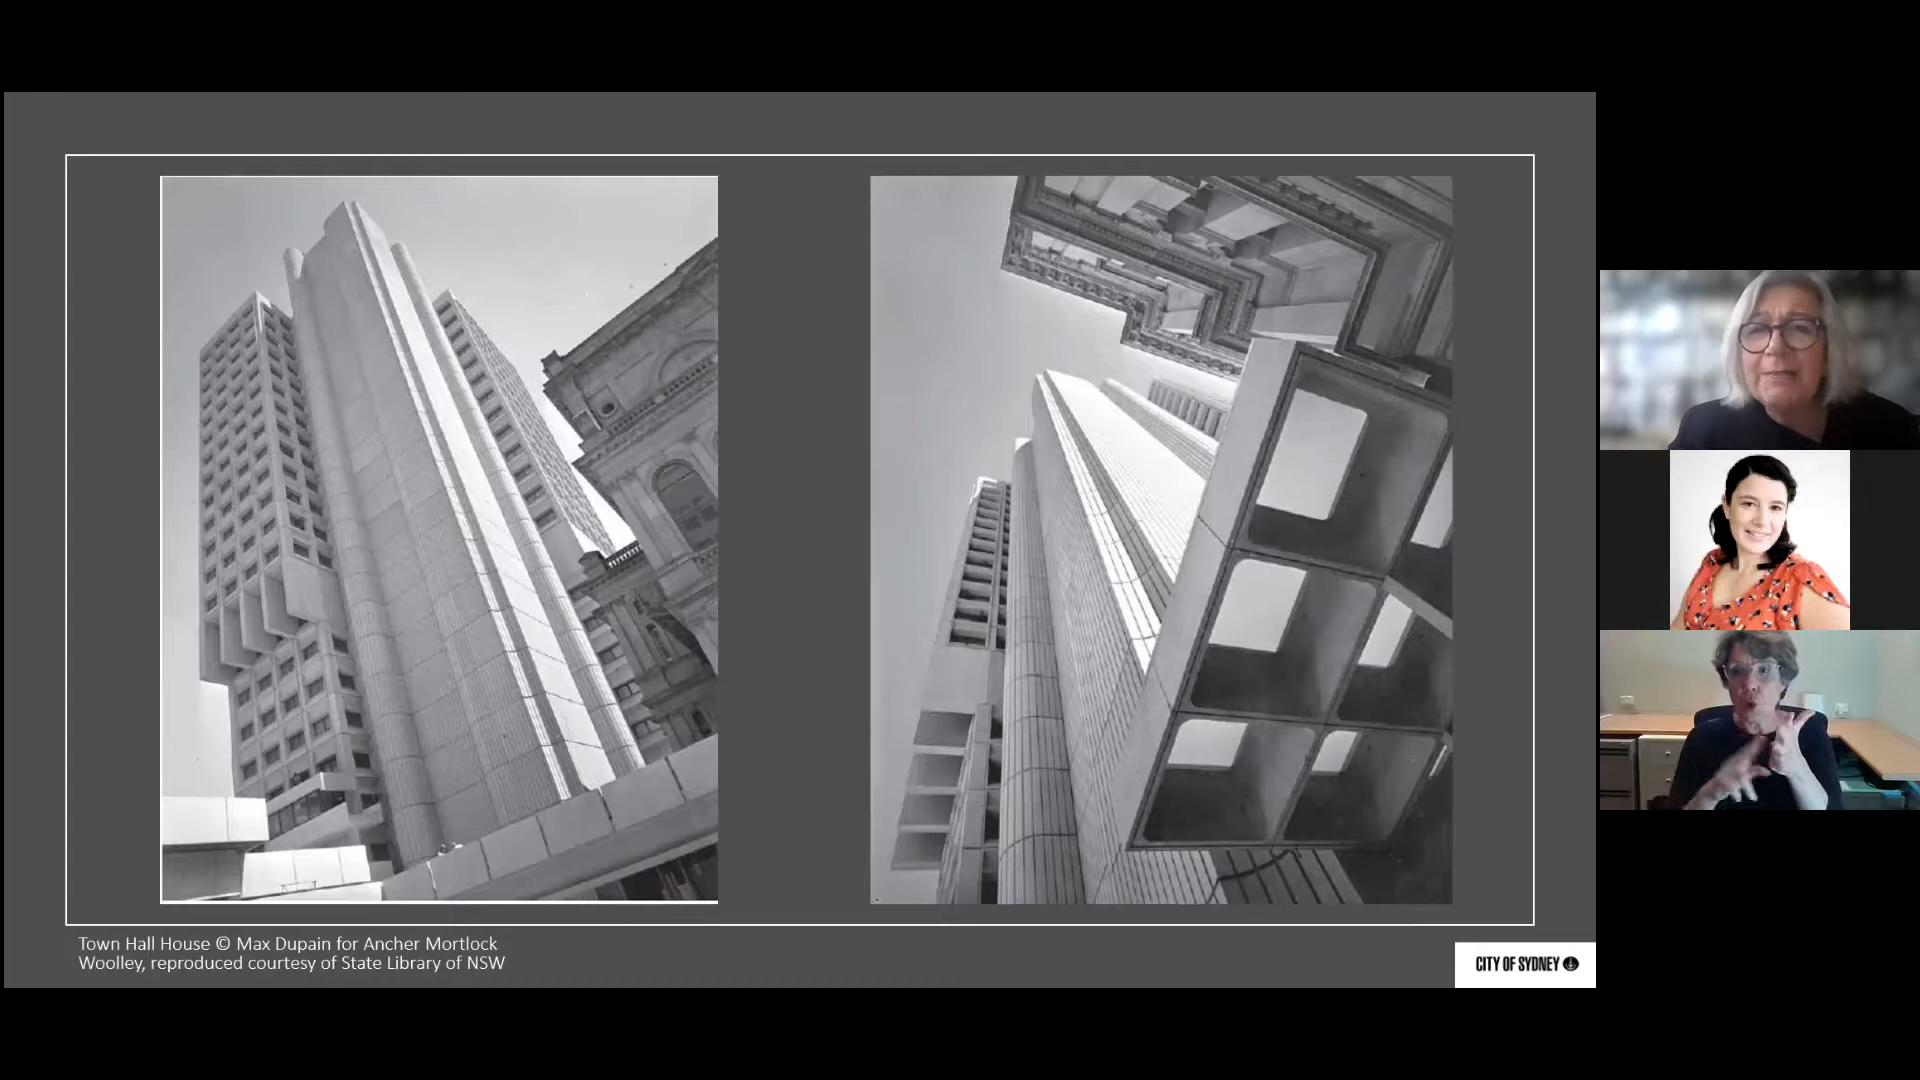 Town Hall House © Max Dupain for Ancher Mortlock
Woolley, reproduced courtesy of State Library of NSW
CITY OF SYDNEY